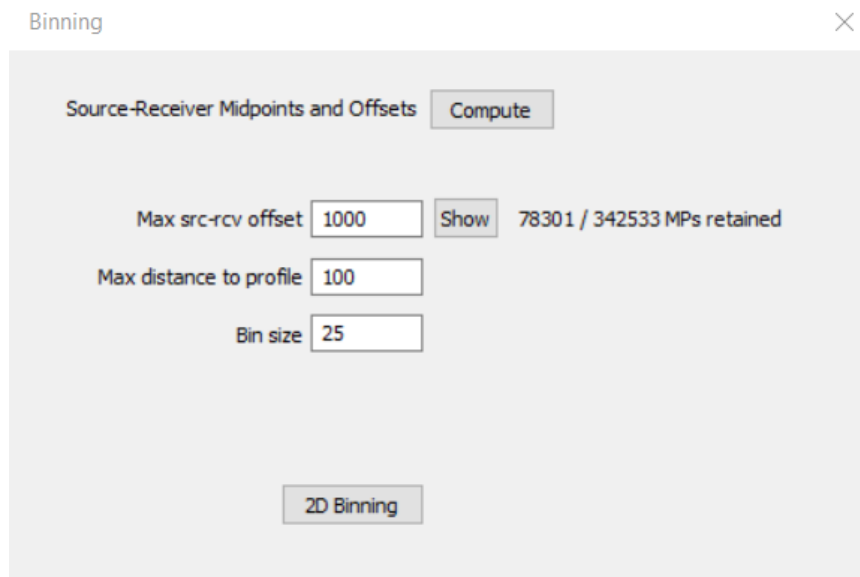 Binning
Source-Receiver Midpoints and Offsets Compute
Max src-rcv offset 1000 Show 78301 / 342533 MPs retained
Max distance to profile 100
Bin size 25
2D Binning